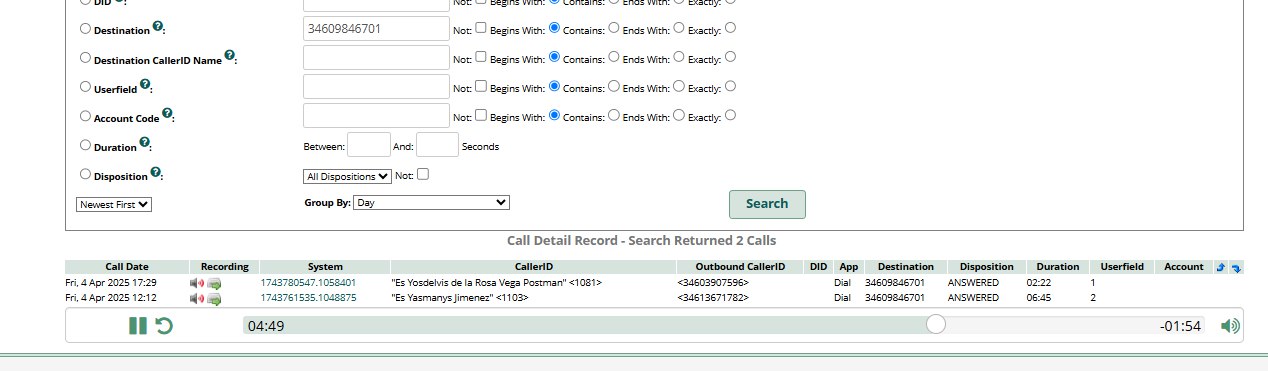 DID ?: Not: Begins With: Contains: Ends With: Exactly:
Destination ?: 34609846701 Not: Begins With: Contains: Ends With: Exactly:
Destination CallerID Name ?: Not: Begins With: Contains: Ends With: Exactly:
Userfield ?: Not: Begins With: Contains: Ends With: Exactly:
Account Code ?: Not: Begins With: Contains: Ends With: Exactly:
Duration ?: Between: And: Seconds
Disposition ?: All Dispositions Not:
Newest First Group By: Day Search
Call Detail Record - Search Returned 2 Calls
Call Date Recording System CallerID Outbound CallerID DID App Destination Disposition Duration Userfield Account
Fri, 4 Apr 2025 17:29 1743780547.1058401 "Es Yosdelvis de la Rosa Vega Postman" <1081> <34603907596> Dial 34609846701 ANSWERED 02:22 1
Fri, 4 Apr 2025 12:12 1743761535.1048875 "Es Yasmanys Jimenez" <1103> <34613671782> Dial 34609846701 ANSWERED 06:45 2
04:49 -01:54